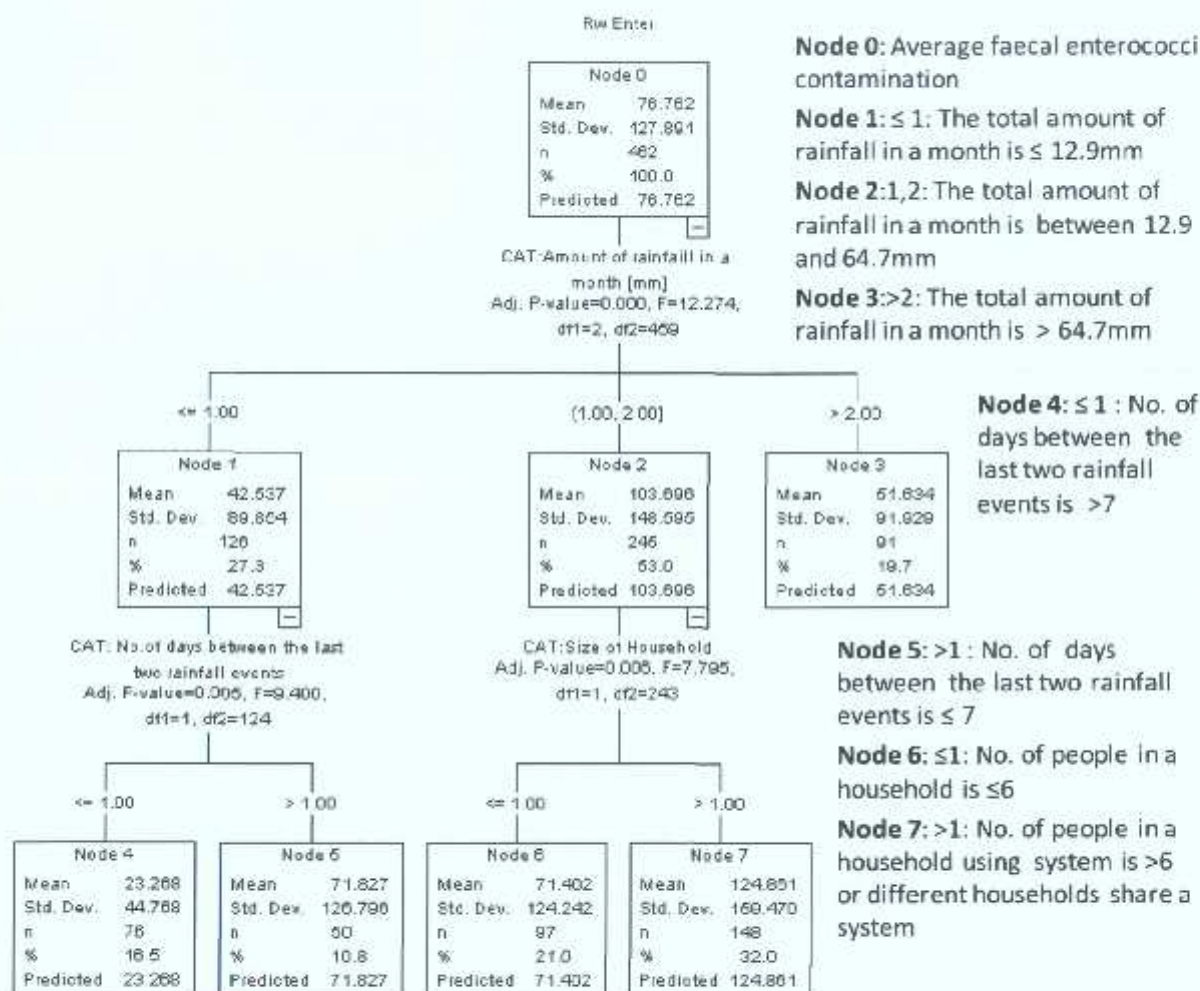 Rw Enter
Node 0
Mean 76.762
Std. Dev. 127.891
n 462
% 100.0
Predicted 76.762
CAT:Amount of rainfaill in a
month [mm]
Adj. P-value=0.000, F=12.274,
df1=2, df2=459
<= 1.00
(1.00, 2.00]
> 2.00
Node 1
Mean 42.537
Std. Dev. 89.854
n 126
% 27.3
Predicted 42.537
Node 2
Mean 103.696
Std. Dev. 148.595
n 245
% 53.0
Predicted 103.696
Node 3
Mean 51.634
Std. Dev. 91.929
n 91
% 19.7
Predicted 51.634
CAT: No.of days between the last
two rainfall events
Adj. P-value=0.005, F=9.400,
df1=1, df2=124
CAT:Size of Household
Adj. P-value=0.006, F=7.795,
df1=1, df2=243
<= 1.00
> 1.00
<= 1.00
> 1.00
Node 4
Mean 23.268
Std. Dev. 44.768
n 76
% 16.5
Predicted 23.268
Node 5
Mean 71.827
Std. Dev. 126.796
n 50
% 10.8
Predicted 71.827
Node 6
Mean 71.402
Std. Dev. 124.242
n 97
% 21.0
Predicted 71.402
Node 7
Mean 124.861
Std. Dev. 159.470
n 148
% 32.0
Predicted 124.861
Node 0: Average faecal enterococci
contamination
Node 1: ≤ 1: The total amount of
rainfall in a month is ≤ 12.9mm
Node 2:1,2: The total amount of
rainfall in a month is between 12.9
and 64.7mm
Node 3:>2: The total amount of
rainfall in a month is > 64.7mm
Node 4: ≤ 1 : No. of
days between the
last two rainfall
events is >7
Node 5: >1 : No. of days
between the last two rainfall
events is ≤ 7
Node 6: ≤1: No. of people in a
household is ≤6
Node 7: >1: No. of people in a
household using system is >6
or different households share a
system